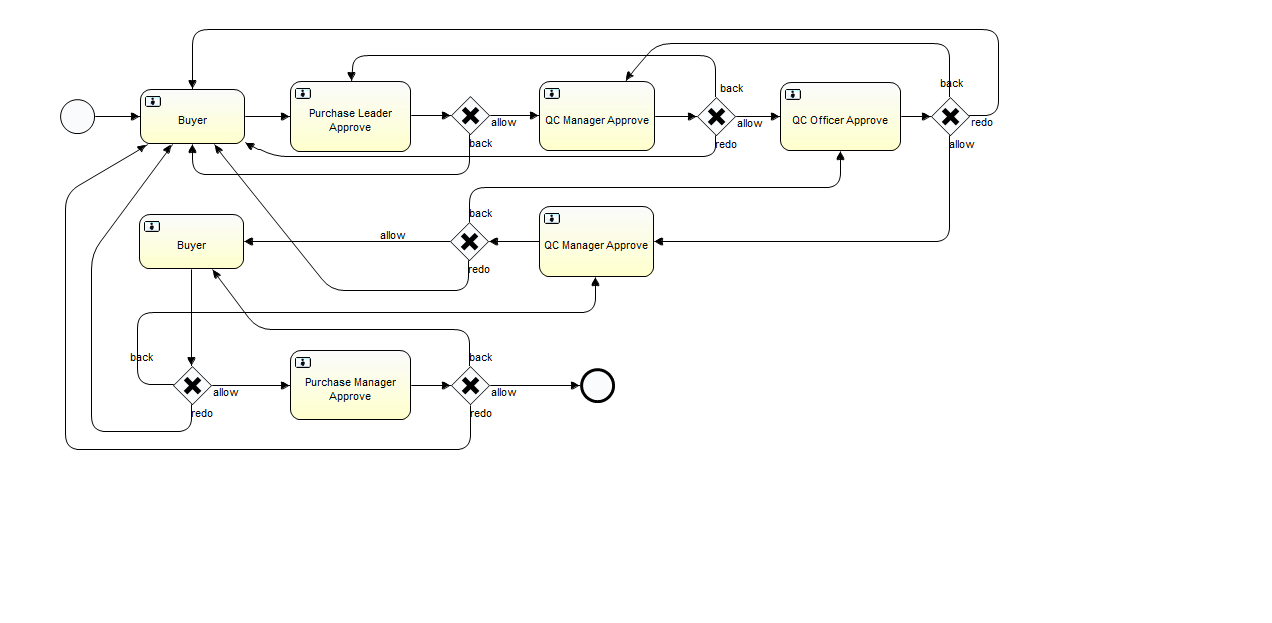 back
back
Buyer
Purchase Leader
Approve
allow
QC Manager Approve
allow
QC Officer Approve
redo
back
redo
allow
back
Buyer
allow
QC Manager Approve
redo
back
back
allow
Purchase Manager
Approve
allow
redo
redo